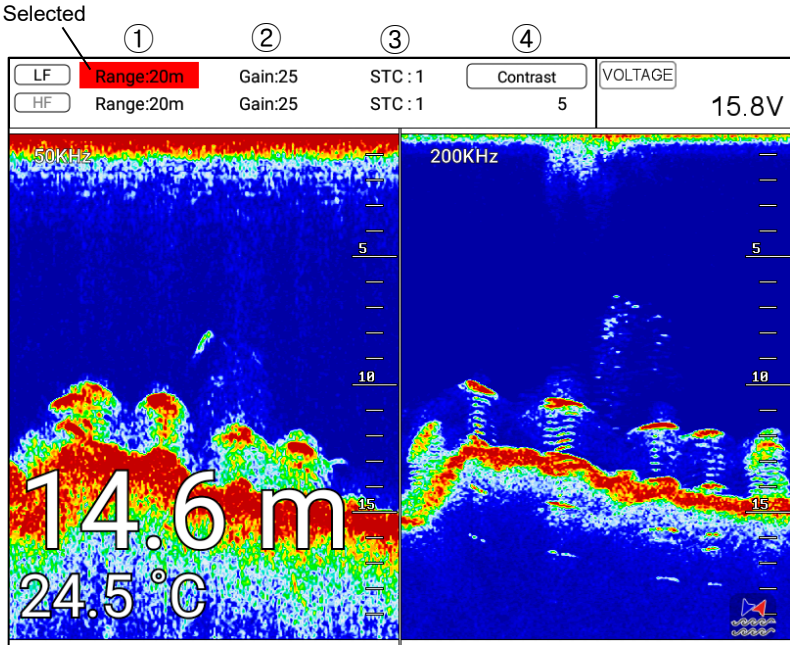 Selected
① ② ③ ④
LF Range:20m Gain:25 STC : 1 Contrast VOLTAGE
HF Range:20m Gain:25 STC : 1 5 15.8V
50KHz 200KHz
5 5
10 10
15 15
14.6 m
24.5 °C